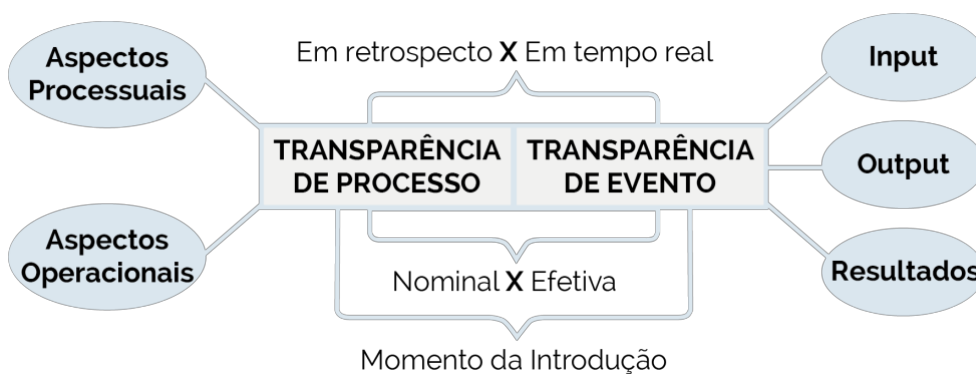 Aspectos
Processuais
Em retrospecto X Em tempo real
Input
TRANSPARÊNCIA
DE PROCESSO
TRANSPARÊNCIA
DE EVENTO
Output
Aspectos
Operacionais
Nominal X Efetiva
Resultados
Momento da Introdução